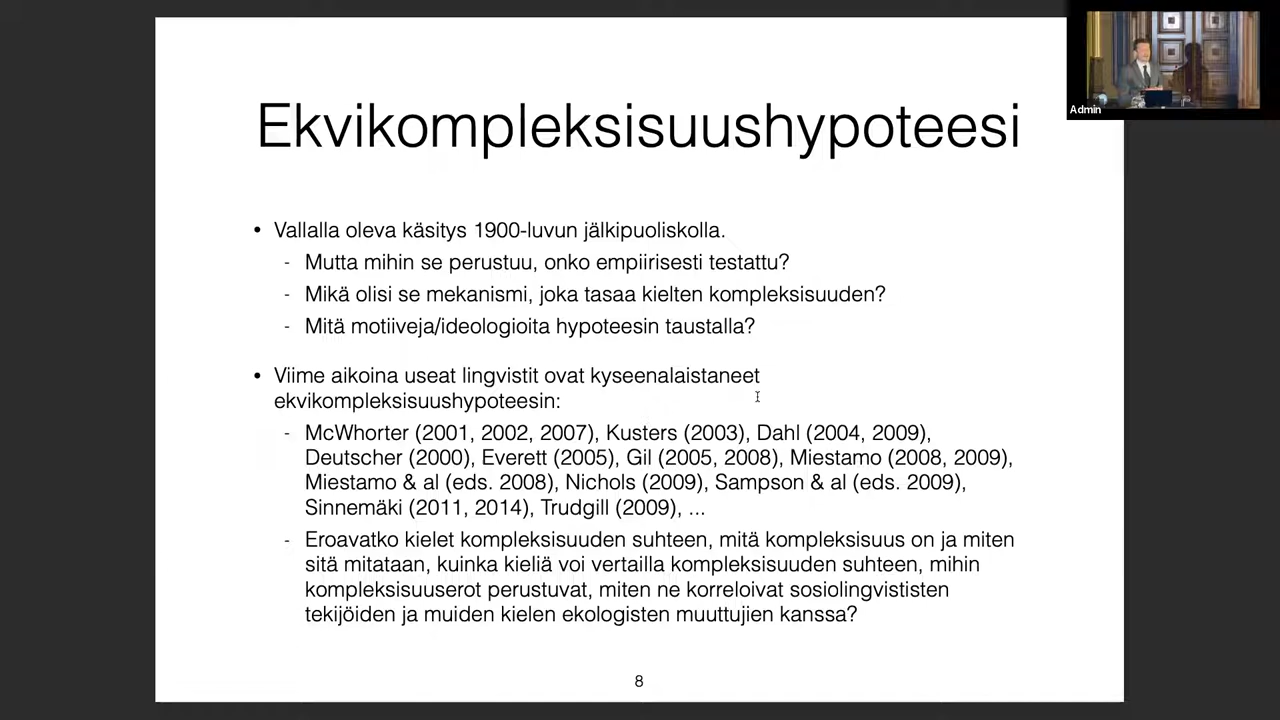 Ekvikompleksisuushypoteesi
• Vallalla oleva käsitys 1900-luvun jälkipuoliskolla.
- Mutta mihin se perustuu, onko empiirisesti testattu?
- Mikä olisi se mekanismi, joka tasaa kielten kompleksisuuden?
- Mitä motiiveja/ideologioita hypoteesin taustalla?
• Viime aikoina useat lingvistit ovat kyseenalaistaneet
ekvikompleksisuushypoteesin:
- McWhorter (2001, 2002, 2007), Kusters (2003), Dahl (2004, 2009),
Deutscher (2000), Everett (2005), Gil (2005, 2008), Miestamo (2008, 2009),
Miestamo & al (eds. 2008), Nichols (2009), Sampson & al (eds. 2009),
Sinnemäki (2011, 2014), Trudgill (2009), ...
- Eroavatko kielet kompleksisuuden suhteen, mitä kompleksisuus on ja miten
sitä mitataan, kuinka kieliä voi vertailla kompleksisuuden suhteen, mihin
kompleksisuuserot perustuvat, miten ne korreloivat sosiolingvististen
tekijöiden ja muiden kielen ekologisten muuttujien kanssa?
8
Admin